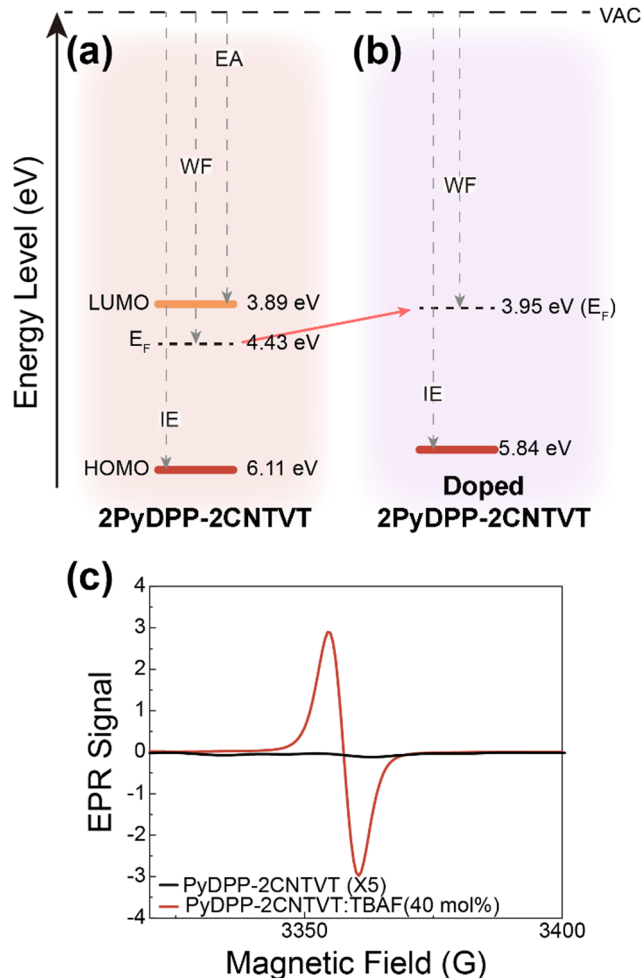 VAC
(a)
(b)
EA
WF
WF
LUMO
3.89 eV
3.95 eV (EF)
EF
4.43 eV
IE
IE
HOMO
6.11 eV
5.84 eV
Doped
2PyDPP-2CNTVT
2PyDPP-2CNTVT
Energy Level (eV)
(c)
4
3
2
1
0
-1
-2
-3
-4
EPR Signal
PyDPP-2CNTVT (X5)
PyDPP-2CNTVT:TBAF(40 mol%)
3350
3400
Magnetic Field (G)